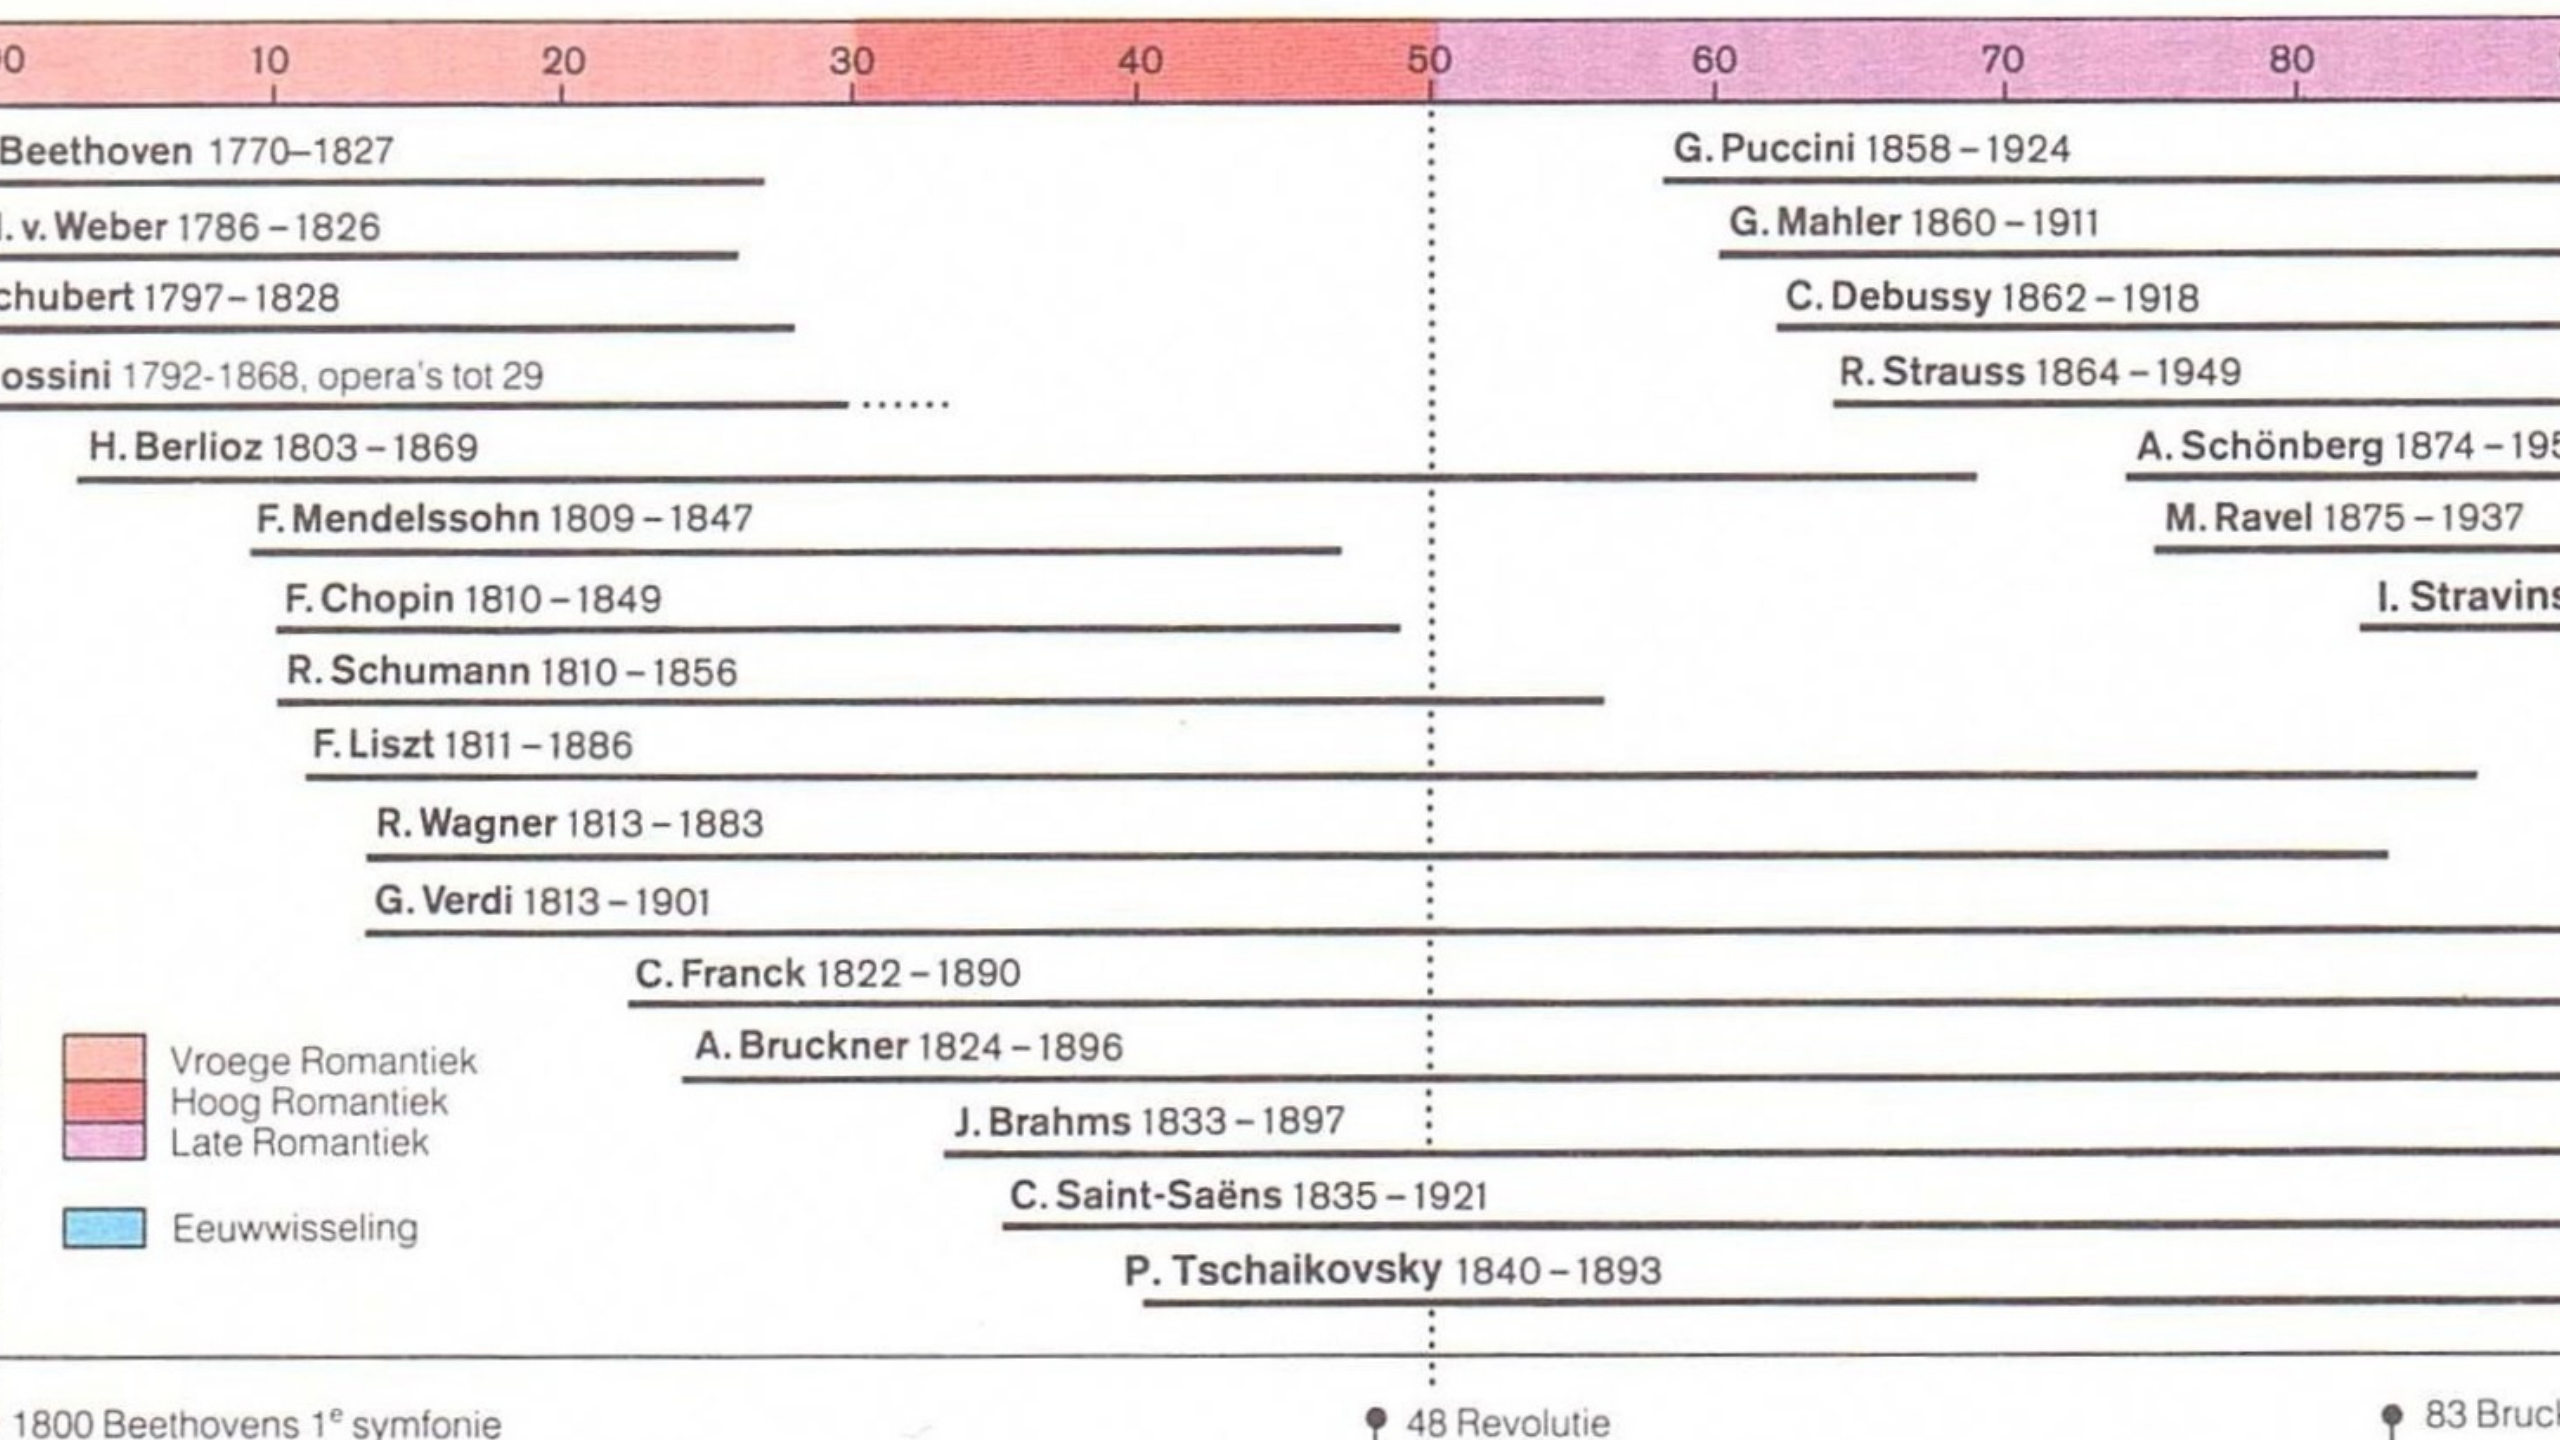 10 20 30 40 50 60 70 80
Beethoven 1770–1827
v. Weber 1786–1826
chubert 1797–1828
ossini 1792-1868, opera's tot 29
H. Berlioz 1803–1869
F. Mendelssohn 1809–1847
F. Chopin 1810–1849
R. Schumann 1810–1856
F. Liszt 1811–1886
R. Wagner 1813–1883
G. Verdi 1813–1901
C. Franck 1822–1890
A. Bruckner 1824–1896
J. Brahms 1833–1897
C. Saint-Saëns 1835–1921
P. Tschaikovsky 1840–1893
G. Puccini 1858–1924
G. Mahler 1860–1911
C. Debussy 1862–1918
R. Strauss 1864–1949
A. Schönberg 1874–195
M. Ravel 1875–1937
I. Stravins
Vroege Romantiek
Hoog Romantiek
Late Romantiek
Eeuwwisseling
1800 Beethovens 1e symfonie
48 Revolutie
83 Bruck